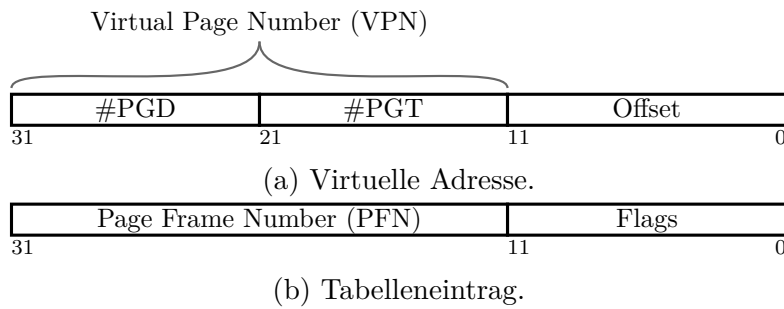 Virtual Page Number (VPN)
#PGD #PGT Offset
31 21 11 0
(a) Virtuelle Adresse.
Page Frame Number (PFN) Flags
31 11 0
(b) Tabelleneintrag.